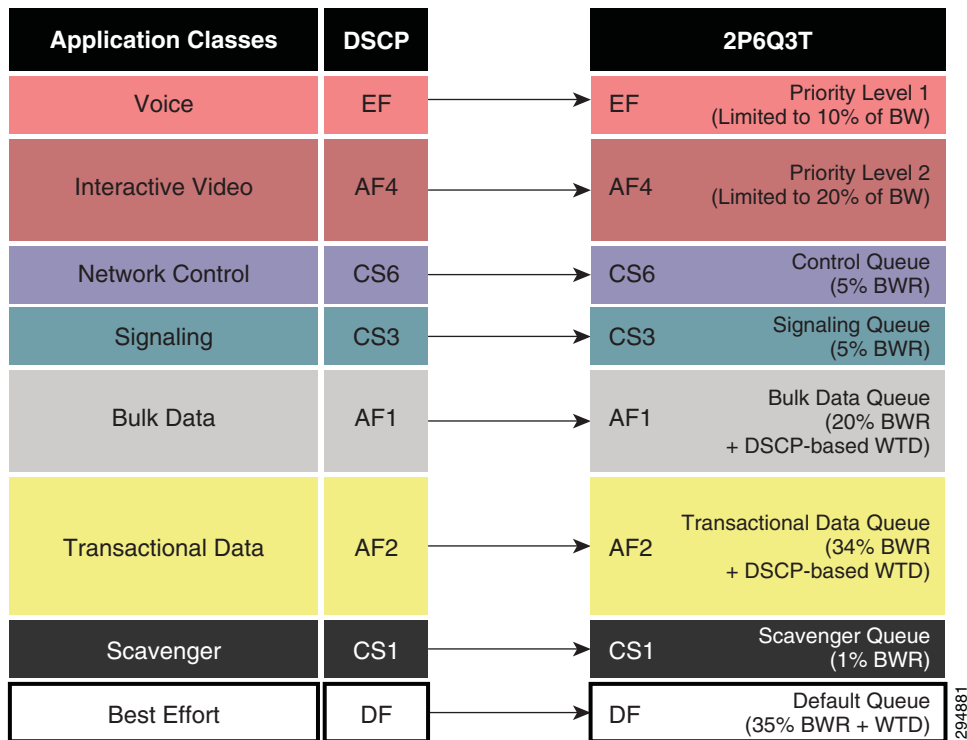 Application Classes DSCP 2P6Q3T
Voice EF EF Priority Level 1
(Limited to 10% of BW)
Interactive Video AF4 AF4 Priority Level 2
(Limited to 20% of BW)
Network Control CS6 CS6 Control Queue
(5% BWR)
Signaling CS3 CS3 Signaling Queue
(5% BWR)
Bulk Data AF1 AF1 Bulk Data Queue
(20% BWR
+ DSCP-based WTD)
Transactional Data AF2 AF2 Transactional Data Queue
(34% BWR
+ DSCP-based WTD)
Scavenger CS1 CS1 Scavenger Queue
(1% BWR)
Best Effort DF DF Default Queue
(35% BWR + WTD)
294881